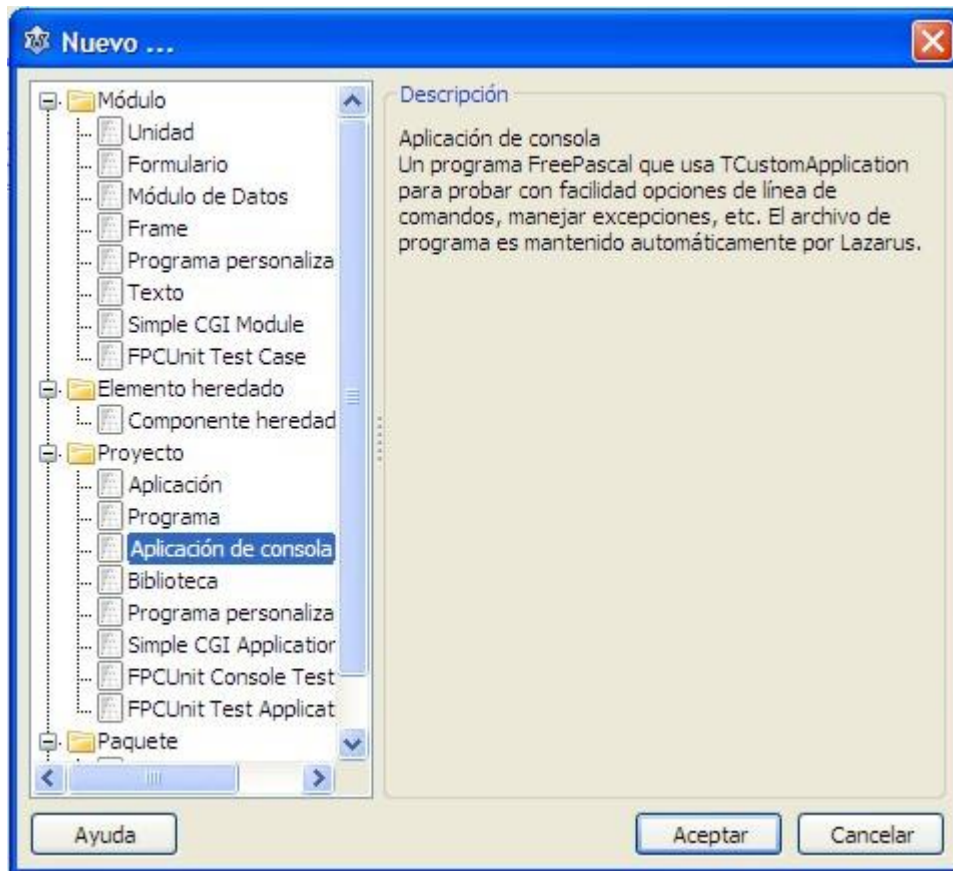 Nuevo ...
Módulo
Unidad
Formulario
Módulo de Datos
Frame
Programa personaliza
Texto
Simple CGI Module
FPCUnit Test Case
Elemento heredado
Componente heredad
Proyecto
Aplicación
Programa
Aplicación de consola
Biblioteca
Programa personaliza
Simple CGI Application
FPCUnit Console Test
FPCUnit Test Applicat
Paquete
Descripción
Aplicación de consola
Un programa FreePascal que usa TCustomApplication
para probar con facilidad opciones de línea de
comandos, manejar excepciones, etc. El archivo de
programa es mantenido automáticamente por Lazarus.
Ayuda
Aceptar
Cancelar